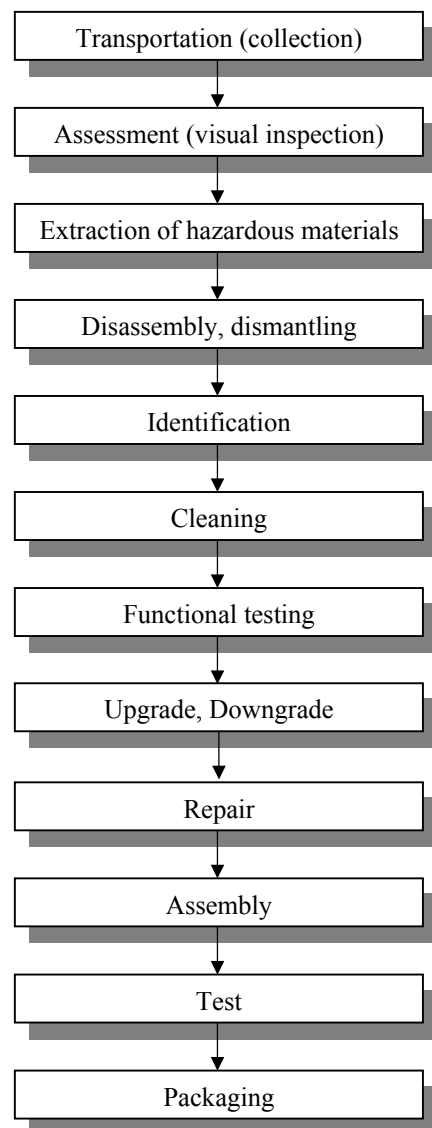 Transportation (collection)
Assessment (visual inspection)
Extraction of hazardous materials
Disassembly, dismantling
Identification
Cleaning
Functional testing
Upgrade, Downgrade
Repair
Assembly
Test
Packaging